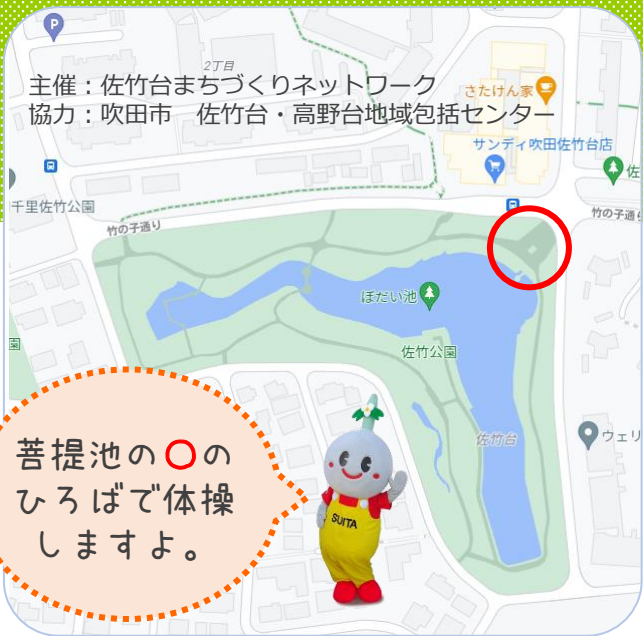 P
2丁目
主催：佐竹台まちづくりネットワーク
協力：吹田市　佐竹台・高野台地域包括センター
さたけん家
サンディ吹田佐竹台店
佐
千里佐竹公園
竹の子通り
竹の子通
ぼだい池
佐竹公園
園
佐竹台
ウェリ
菩提池の〇の
ひろばで体操
しますよ。
SUITA